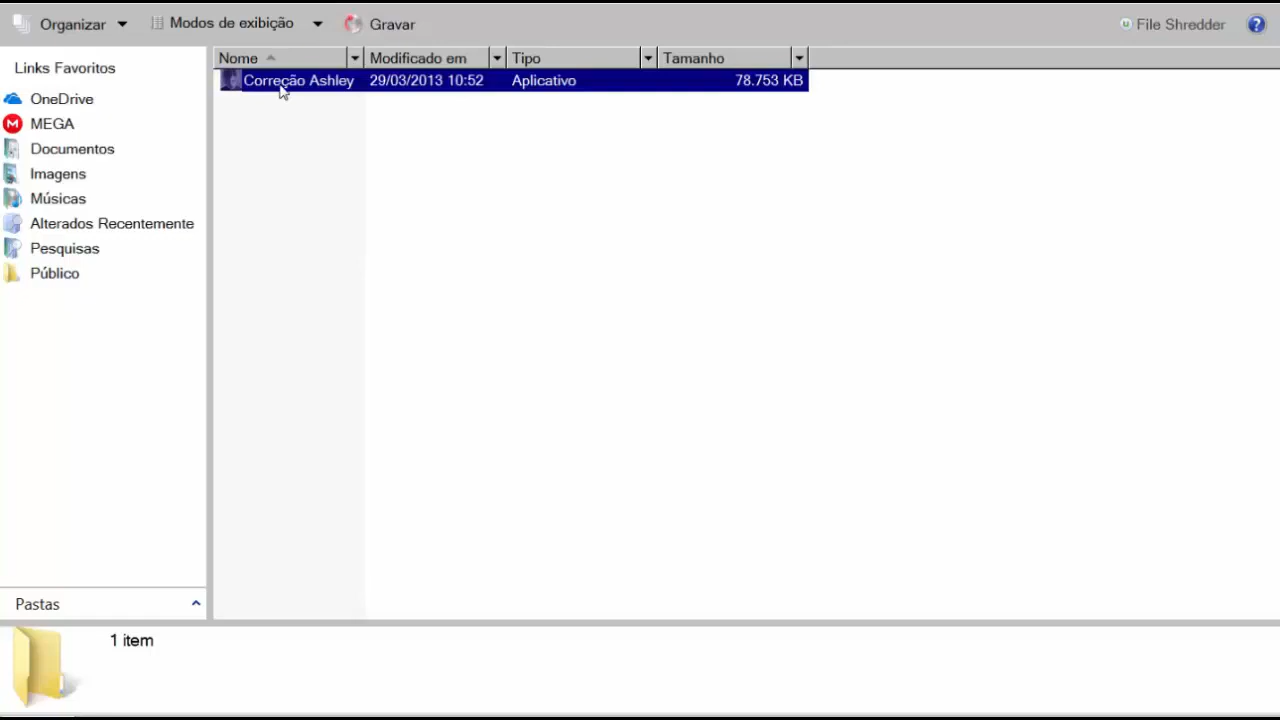 Organizar Modos de exibição Gravar File Shredder ?
Links Favoritos
OneDrive
M MEGA
Documentos
Imagens
Músicas
Alterados Recentemente
Pesquisas
Público
Pastas
Nome Modificado em Tipo Tamanho
Correção Ashley 29/03/2013 10:52 Aplicativo 78.753 KB
1 item